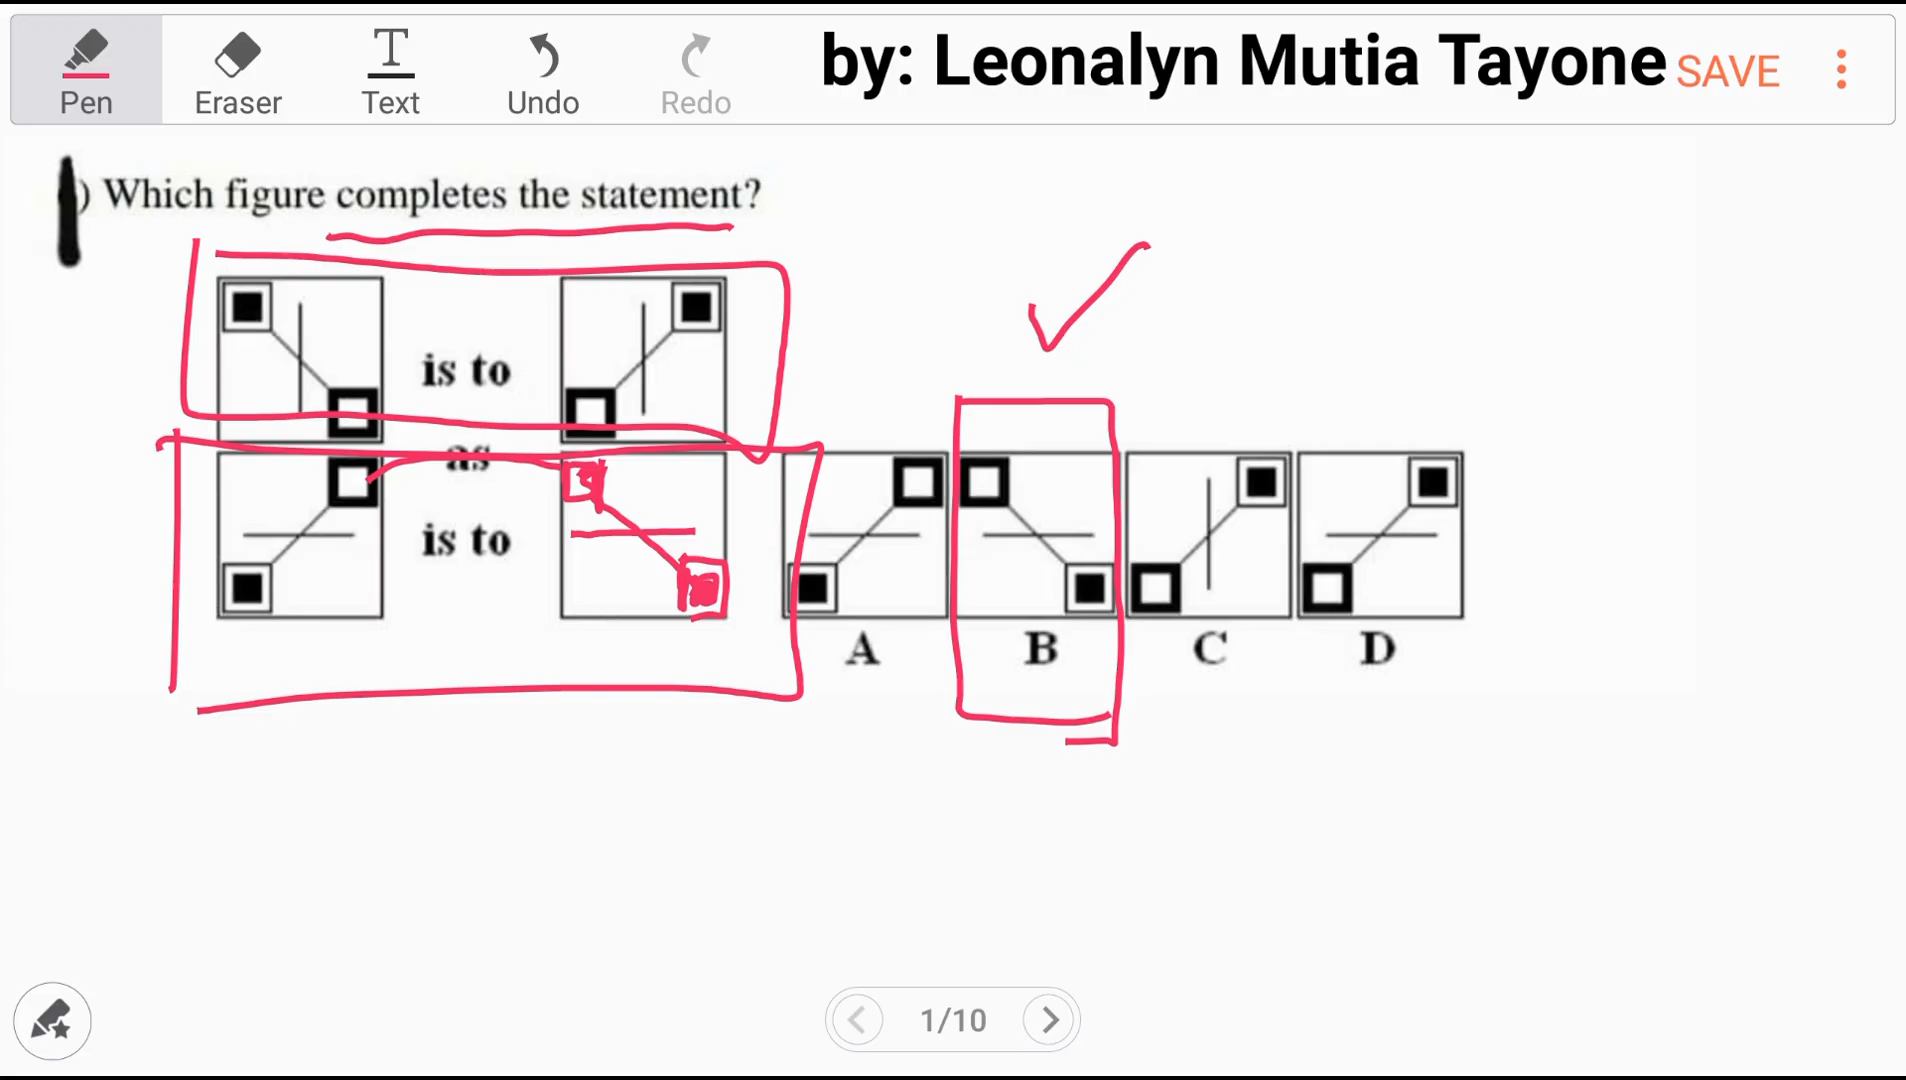 by: Leonalyn Mutia Tayone SAVE
Pen Eraser Text Undo Redo
) Which figure completes the statement?
is to
as
is to
A B C D
1/10